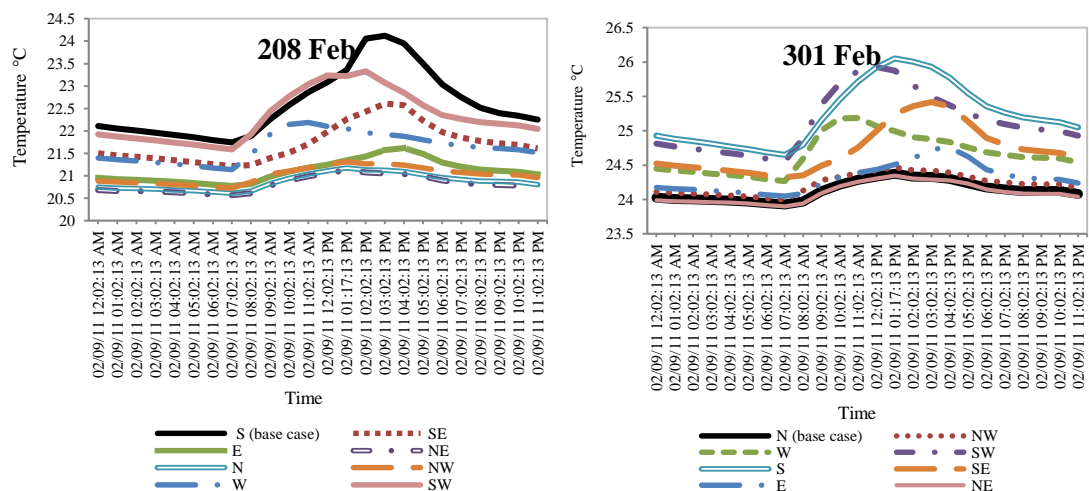 208 Feb
Temperature °C
24.5
24
23.5
23
22.5
22
21.5
21
20.5
20
02/09/11 12:02:13 AM
02/09/11 01:02:13 AM
02/09/11 02:02:13 AM
02/09/11 03:02:13 AM
02/09/11 04:02:13 AM
02/09/11 05:02:13 AM
02/09/11 06:02:13 AM
02/09/11 07:02:13 AM
02/09/11 08:02:13 AM
02/09/11 09:02:13 AM
02/09/11 10:02:13 AM
02/09/11 11:02:13 AM
02/09/11 12:02:13 PM
02/09/11 01:17:13 PM
02/09/11 02:02:13 PM
02/09/11 03:02:13 PM
02/09/11 04:02:13 PM
02/09/11 05:02:13 PM
02/09/11 06:02:13 PM
02/09/11 07:02:13 PM
02/09/11 08:02:13 PM
02/09/11 09:02:13 PM
02/09/11 10:02:13 PM
02/09/11 11:02:13 PM
Time
S (base case)
SE
E
NE
N
NW
W
SW
301 Feb
Temperature °C
26.5
26
25.5
25
24.5
24
23.5
02/09/11 12:02:13 AM
02/09/11 01:02:13 AM
02/09/11 02:02:13 AM
02/09/11 03:02:13 AM
02/09/11 04:02:13 AM
02/09/11 05:02:13 AM
02/09/11 06:02:13 AM
02/09/11 07:02:13 AM
02/09/11 08:02:13 AM
02/09/11 09:02:13 AM
02/09/11 10:02:13 AM
02/09/11 11:02:13 AM
02/09/11 12:02:13 PM
02/09/11 01:17:13 PM
02/09/11 02:02:13 PM
02/09/11 03:02:13 PM
02/09/11 04:02:13 PM
02/09/11 05:02:13 PM
02/09/11 06:02:13 PM
02/09/11 07:02:13 PM
02/09/11 08:02:13 PM
02/09/11 09:02:13 PM
02/09/11 10:02:13 PM
02/09/11 11:02:13 PM
Time
N (base case)
NW
W
SW
S
SE
E
NE